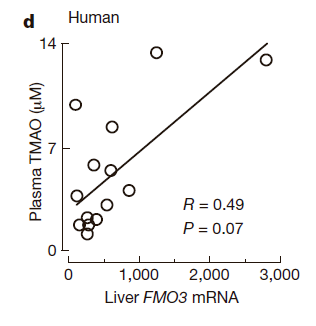 d Human
14
Plasma TMAO (µM)
7
R = 0.49
P = 0.07
0
0 1,000 2,000 3,000
Liver FMO3 mRNA